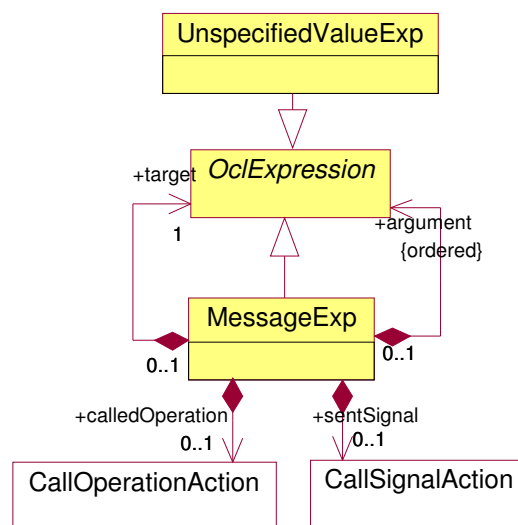 UnspecifiedValueExp
OclExpression
+target
1
+argument
{ordered}
MessageExp
0..1
0..1
+calledOperation
0..1
+sentSignal
0..1
CallOperationAction
CallSignalAction